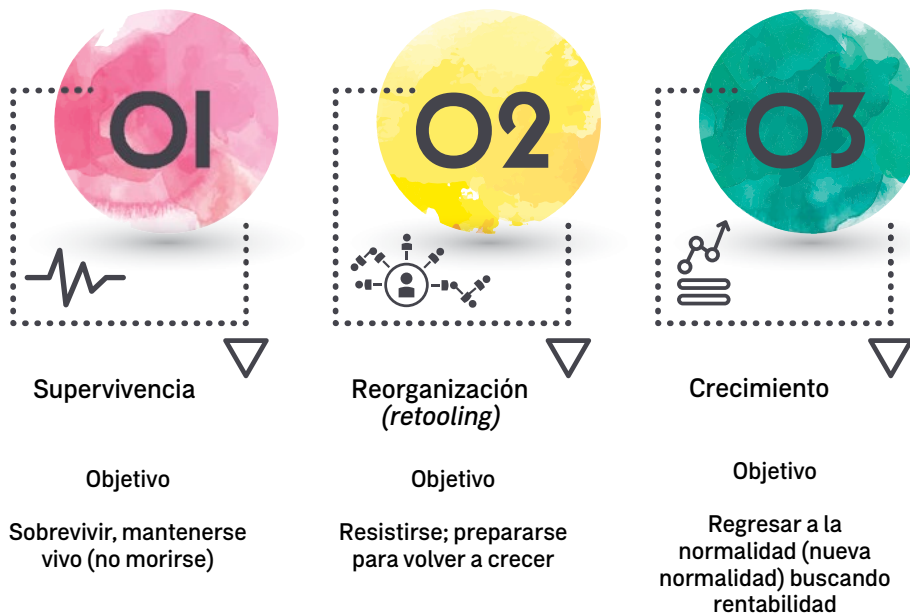 01
Supervivencia
Objetivo
Sobrevivir, mantenerse
vivo (no morirse)
02
Reorganización
(retooling)
Objetivo
Resistirse; prepararse
para volver a crecer
03
Crecimiento
Objetivo
Regresar a la
normalidad (nueva
normalidad) buscando
rentabilidad